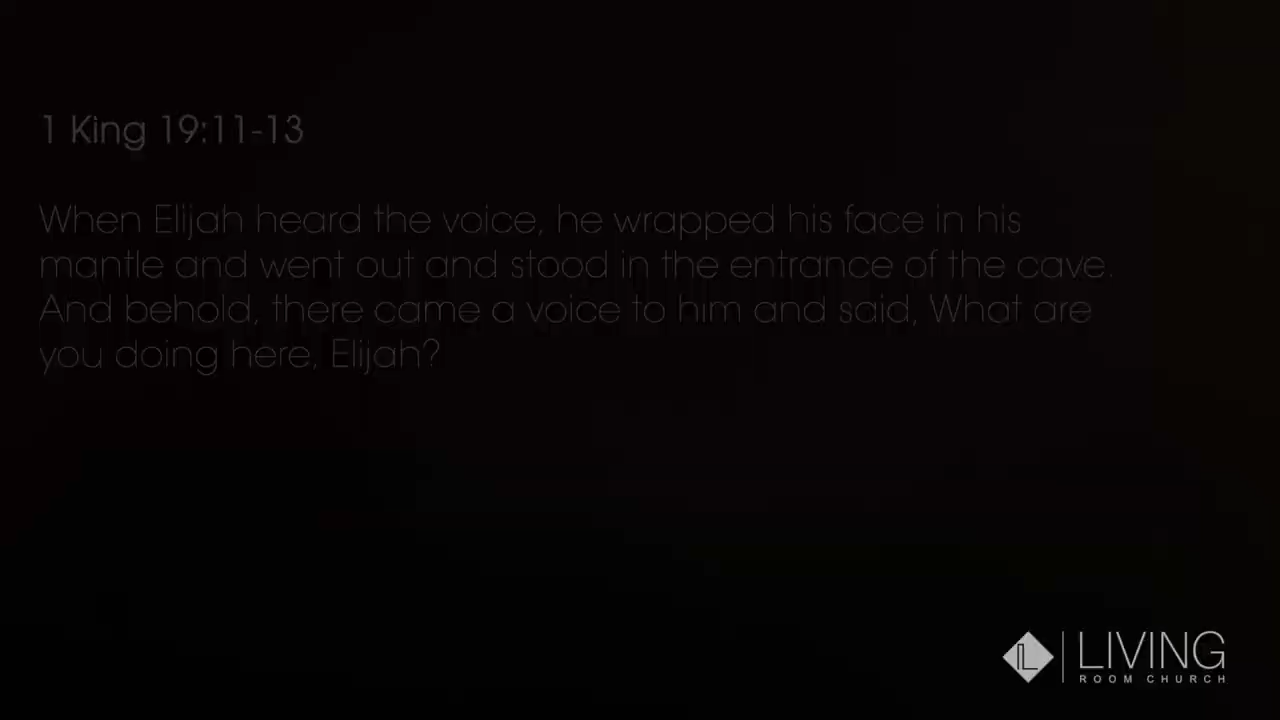 1 King 19:11-13
When Elijah heard the voice, he wrapped his face in his
mantle and went out and stood in the entrance of the cave.
And behold, there came a voice to him and said, What are
you doing here, Elijah?
LIVING
ROOM CHURCH